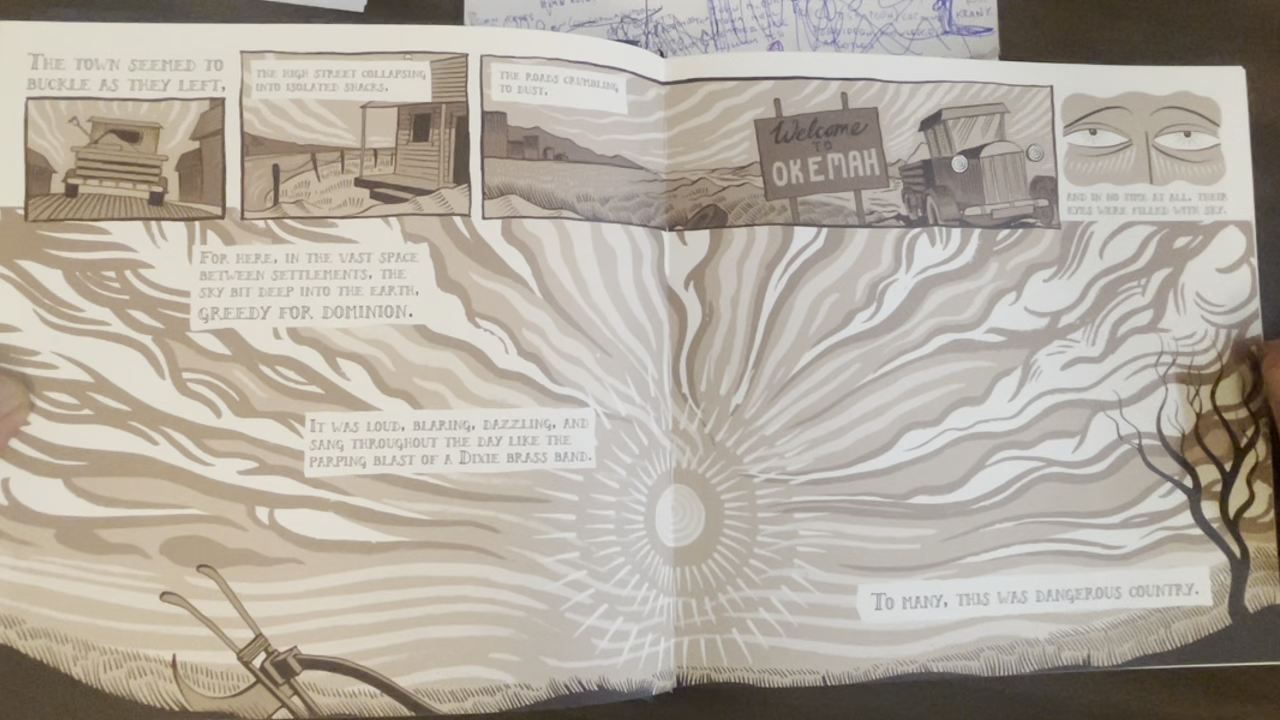 THE TOWN SEEMED TO
BUCKLE AS THEY LEFT,
THE HIGH STREET COLLAPSING
INTO ISOLATED SHACKS,
THE ROADS CRUMBLING
TO DUST,
Welcome
TO
OKEMAH
AND IN NO TIME AT ALL, THEIR
EYES WERE FILLED WITH SKY.
FOR HERE, IN THE VAST SPACE
BETWEEN SETTLEMENTS, THE
SKY BIT DEEP INTO THE EARTH,
GREEDY FOR DOMINION.
IT WAS LOUD, BLARING, DAZZLING, AND
SANG THROUGHOUT THE DAY LIKE THE
PARPING BLAST OF A DIXIE BRASS BAND.
TO MANY, THIS WAS DANGEROUS COUNTRY.
KRANK